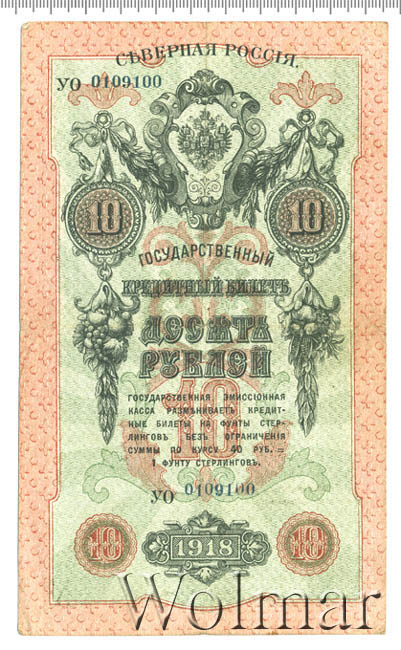 СѢВЕРНАЯ РОССІЯ.
УО 0109100
10 10
ГОСУДАРСТВЕННЫЙ
КРЕДИТНЫЙ БИЛЕТЪ
ДЕСЯТЬ
РУБЛЕЙ
10
ГОСУДАРСТВЕННАЯ ЭМИССІОННАЯ
КАССА РАЗМѢНИВАЕТЪ КРЕДИТ-
НЫЕ БИЛЕТЫ НА ФУНТЫ СТЕР-
ЛИНГОВЪ БЕЗЪ ОГРАНИЧЕНІЯ
СУММЫ ПО КУРСУ 40 РУБ. =
1 ФУНТУ СТЕРЛИНГОВЪ.
УО 0109100
10 1918 10
Wolmar